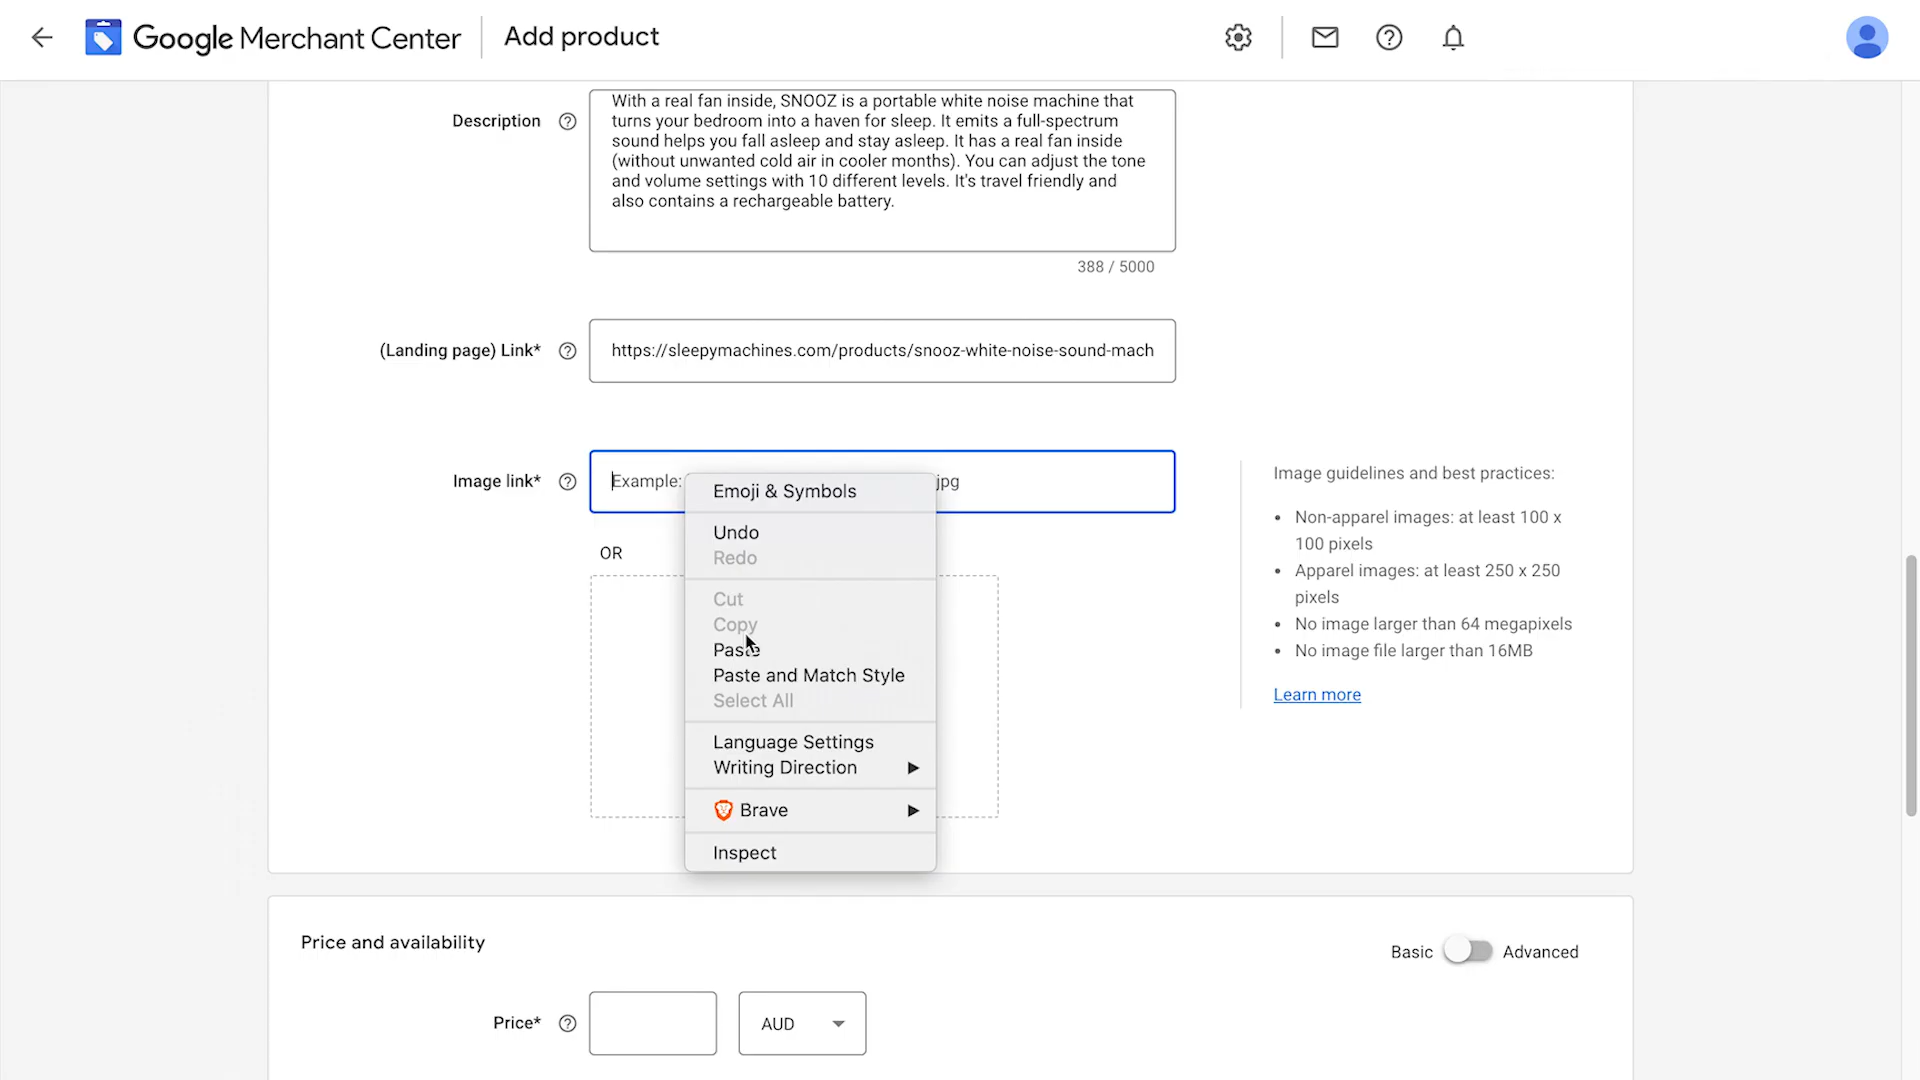 Google Merchant Center
Add product
Description
With a real fan inside, SNOOZ is a portable white noise machine that
turns your bedroom into a haven for sleep. It emits a full-spectrum
sound helps you fall asleep and stay asleep. It has a real fan inside
(without unwanted cold air in cooler months). You can adjust the tone
and volume settings with 10 different levels. It's travel friendly and
also contains a rechargeable battery.
388 / 5000
(Landing page) Link*
https://sleepymachines.com/products/snooz-white-noise-sound-mach
Image link*
Example:
jpg
OR
Emoji & Symbols
Undo
Redo
Cut
Copy
Paste
Paste and Match Style
Select All
Language Settings
Writing Direction
Brave
Inspect
Image guidelines and best practices:
• Non-apparel images: at least 100 x
100 pixels
• Apparel images: at least 250 x 250
pixels
• No image larger than 64 megapixels
• No image file larger than 16MB
Learn more
Price and availability
Basic
Advanced
Price*
AUD